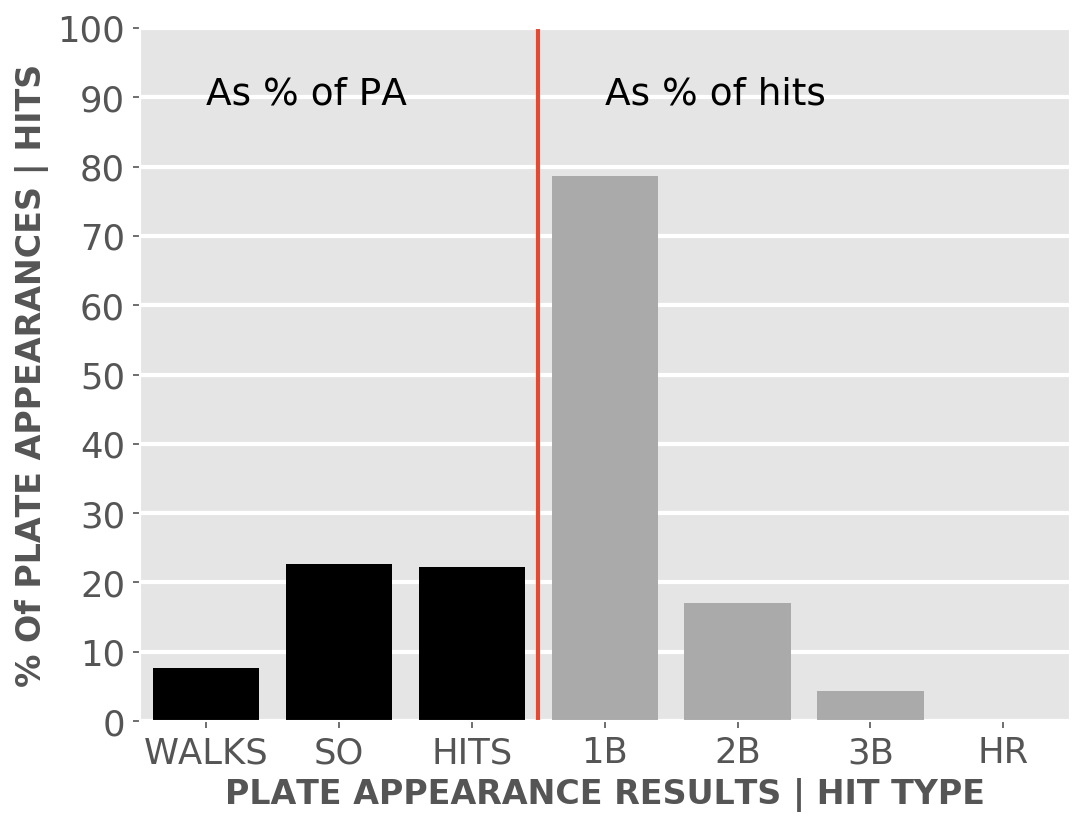 % Of PLATE APPEARANCES | HITS
100
90
80
70
60
50
40
30
20
10
0
As % of PA
As % of hits
WALKS SO HITS 1B 2B 3B HR
PLATE APPEARANCE RESULTS | HIT TYPE